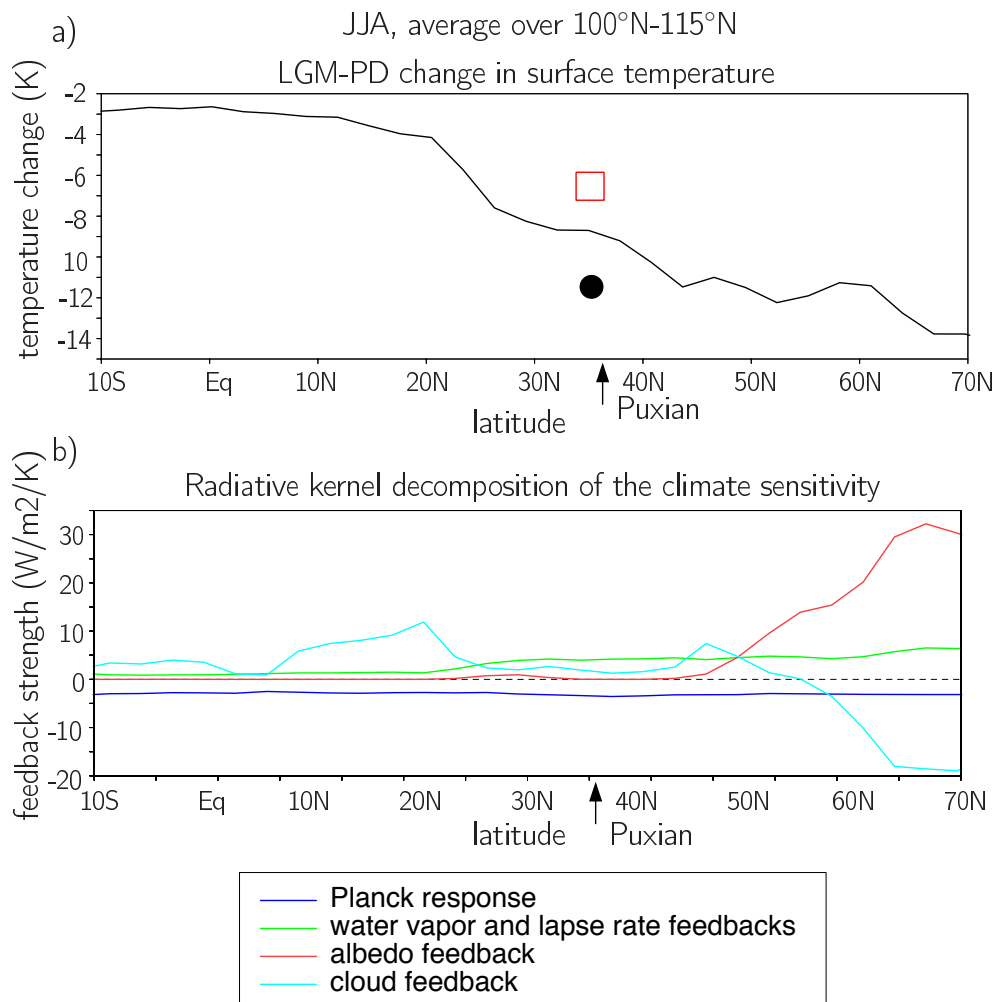 a)
JJA, average over 100°N-115°N
LGM-PD change in surface temperature
temperature change (K)
-2
-4
-6
-8
10
-12
-14
10S Eq 10N 20N 30N 40N 50N 60N 70N
latitude
Puxian
b)
Radiative kernel decomposition of the climate sensitivity
feedback strength (W/m2/K)
30
20
10
0
-10
-20
10S Eq 10N 20N 30N 40N 50N 60N 70N
latitude
Puxian
Planck response
water vapor and lapse rate feedbacks
albedo feedback
cloud feedback